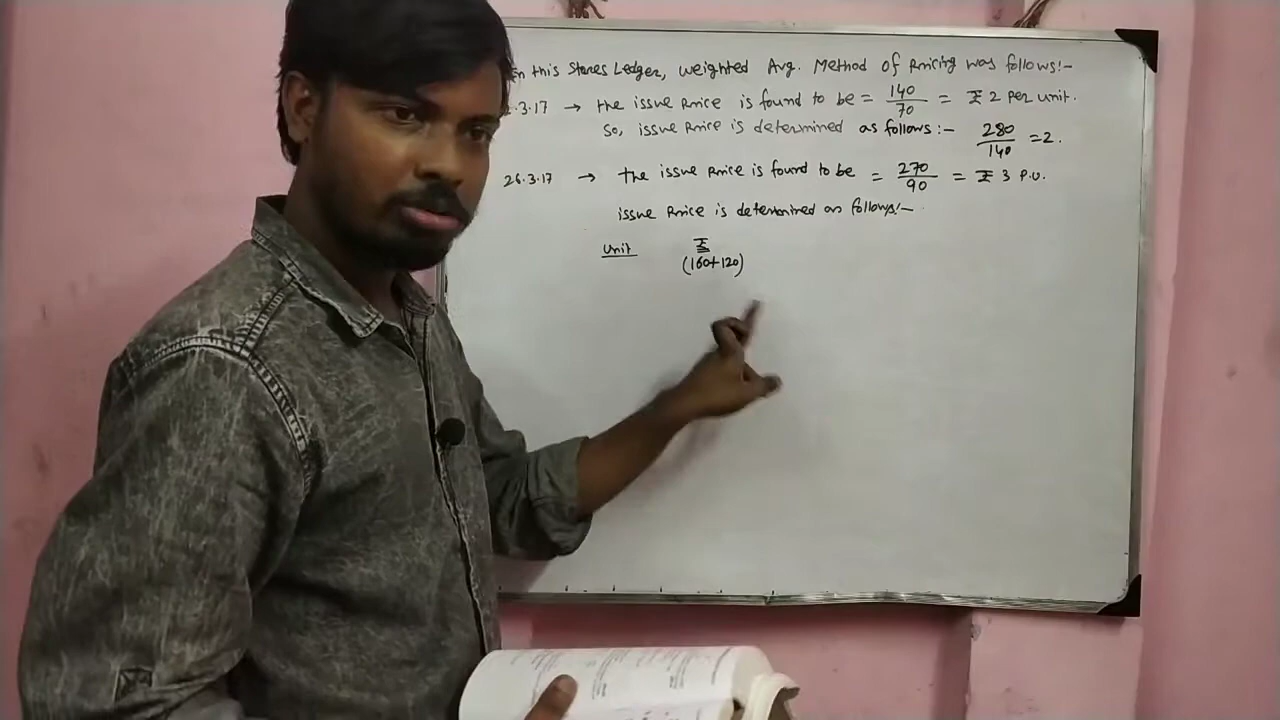 n this Stores Ledger, weighted Avg. Method of Pricing was follows:-
.3.17 → the issue Price is found to be = 140/70 = ₹ 2 per unit.
So, issue Price is determined as follows:- 280/140 = 2.
26.3.17 → the issue price is found to be = 270/90 = ₹ 3 P.U.
issue Price is determined as follows:-
Unit ₹
(160+120)